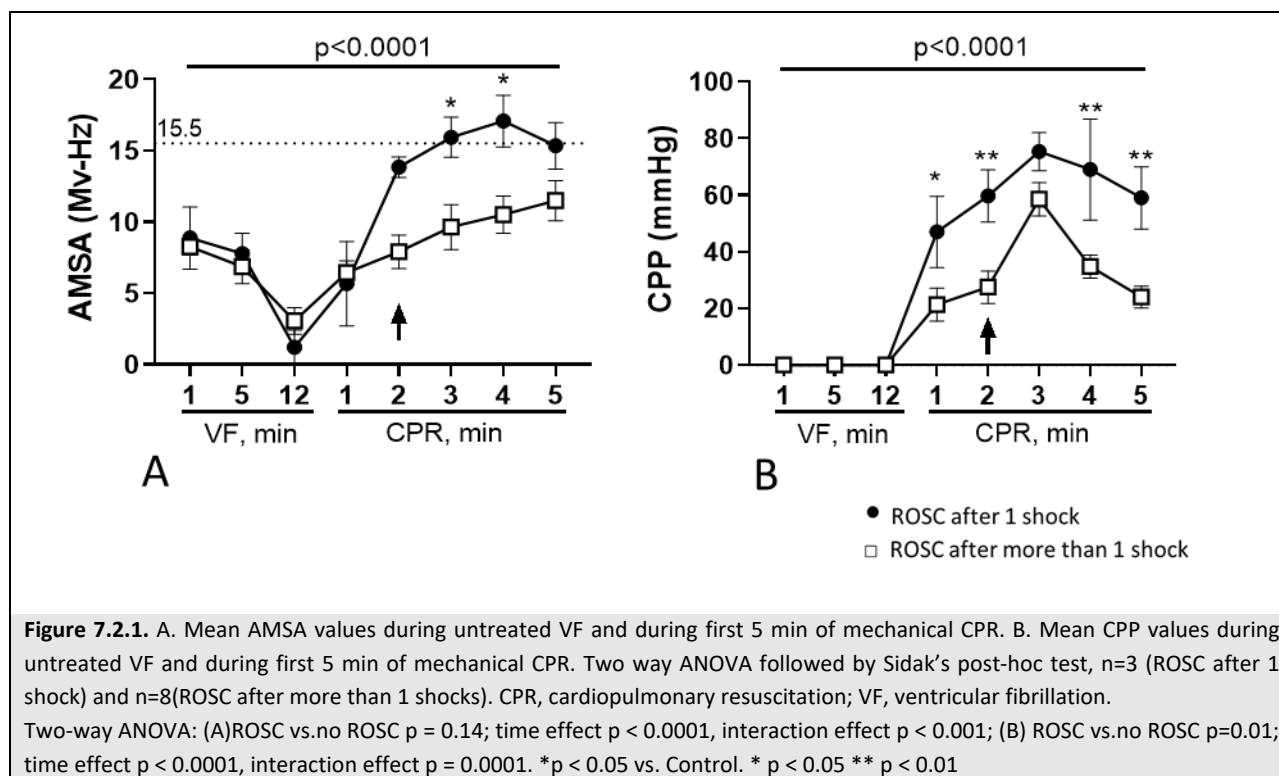 p<0.0001
20
15
10
5
0
15.5
AMSA (Mv-Hz)
*
*
1 5 12 1 2 3 4 5
VF, min CPR, min
A
p<0.0001
100
80
60
40
20
0
CPP (mmHg)
*
**
**
**
1 5 12 1 2 3 4 5
VF, min CPR, min
B
ROSC after 1 shock
ROSC after more than 1 shock
Figure 7.2.1. A. Mean AMSA values during untreated VF and during first 5 min of mechanical CPR. B. Mean CPP values during
untreated VF and during first 5 min of mechanical CPR. Two way ANOVA followed by Sidak's post-hoc test, n=3 (ROSC after 1
shock) and n=8(ROSC after more than 1 shocks). CPR, cardiopulmonary resuscitation; VF, ventricular fibrillation.
Two-way ANOVA: (A)ROSC vs.no ROSC p = 0.14; time effect p < 0.0001, interaction effect p < 0.001; (B) ROSC vs.no ROSC p=0.01;
time effect p < 0.0001, interaction effect p = 0.0001. *p < 0.05 vs. Control. * p < 0.05 ** p < 0.01